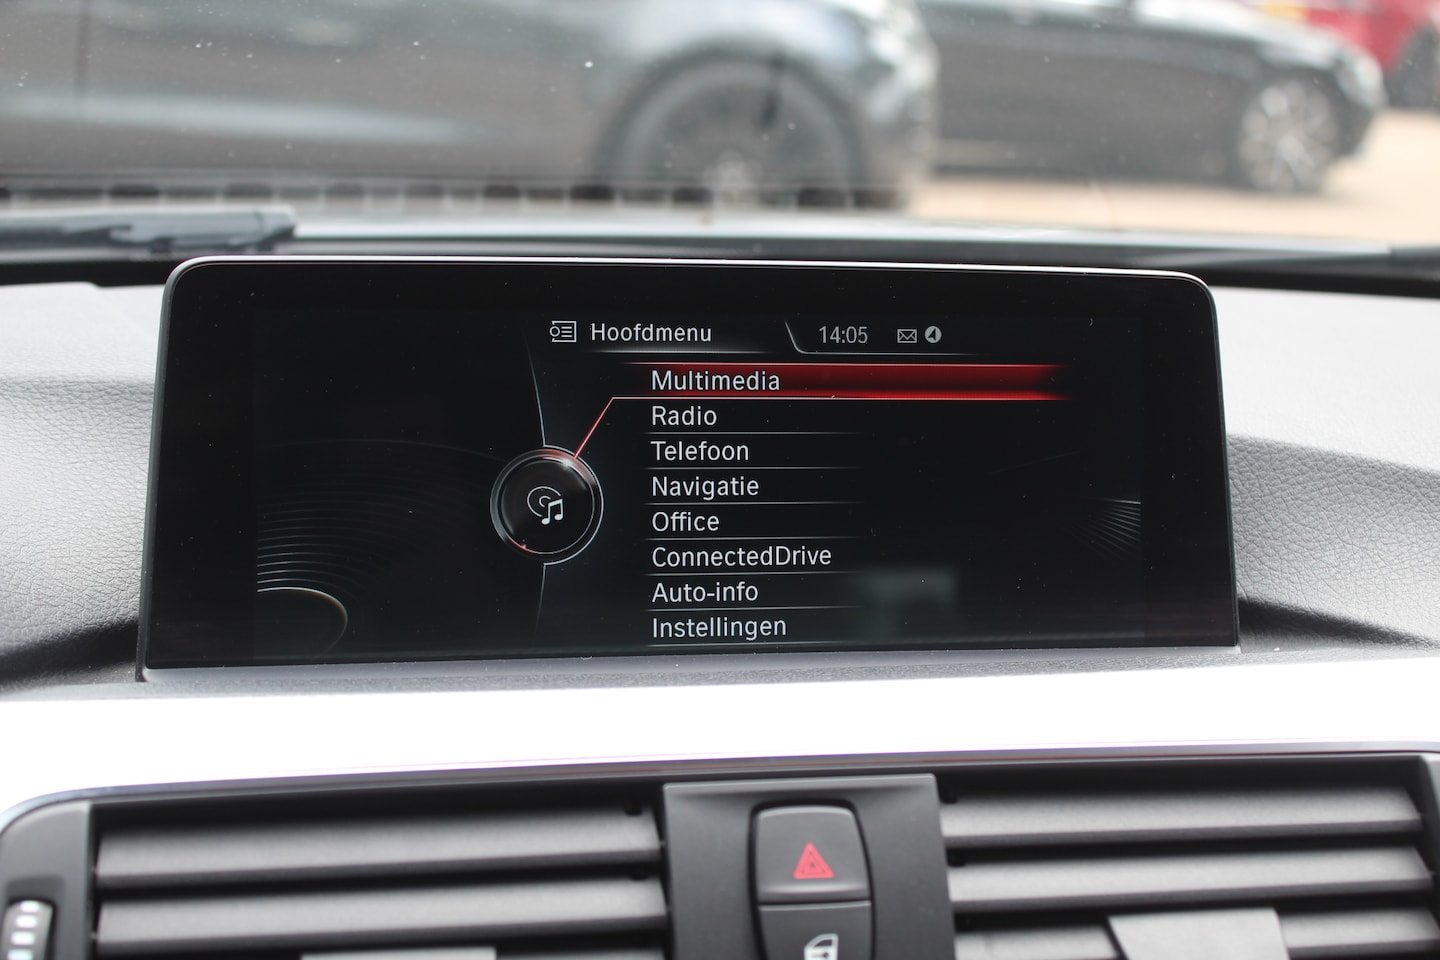 Hoofdmenu 14:05
Multimedia
Radio
Telefoon
Navigatie
Office
ConnectedDrive
Auto-info
Instellingen